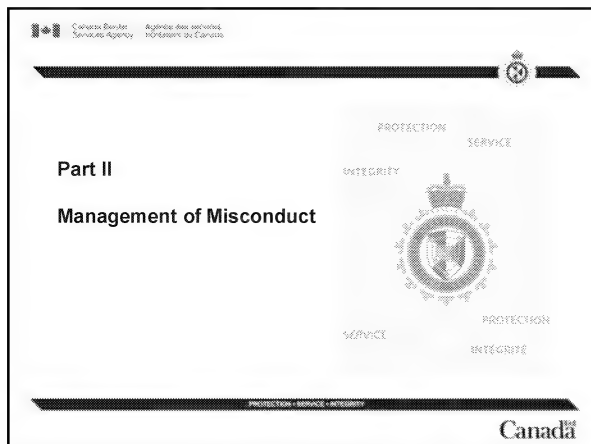 Canada Border Agence des services
Services Agency frontaliers du Canada
PROTECTION
SERVICE
INTEGRITY
Part II
Management of Misconduct
PROTECTION
SERVICE
INTÉGRITÉ
PROTECTION • SERVICE • INTEGRITY
Canada